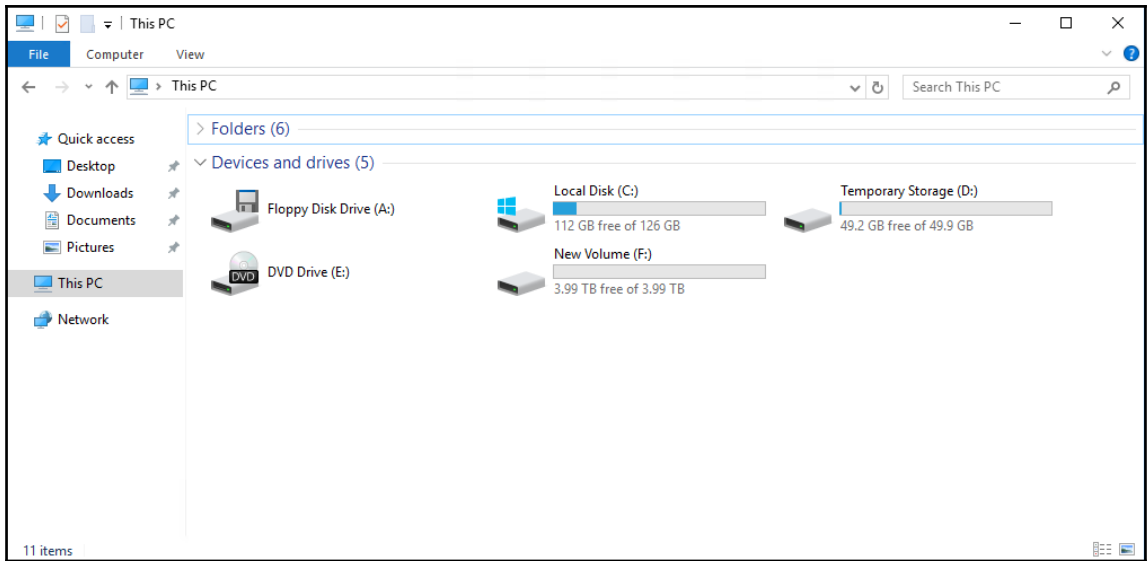 This PC
File Computer View
This PC
Search This PC
Quick access
Desktop
Downloads
Documents
Pictures
This PC
Network
Folders (6)
Devices and drives (5)
Floppy Disk Drive (A:)
Local Disk (C:)
112 GB free of 126 GB
Temporary Storage (D:)
49.2 GB free of 49.9 GB
DVD
DVD Drive (E:)
New Volume (F:)
3.99 TB free of 3.99 TB
11 items